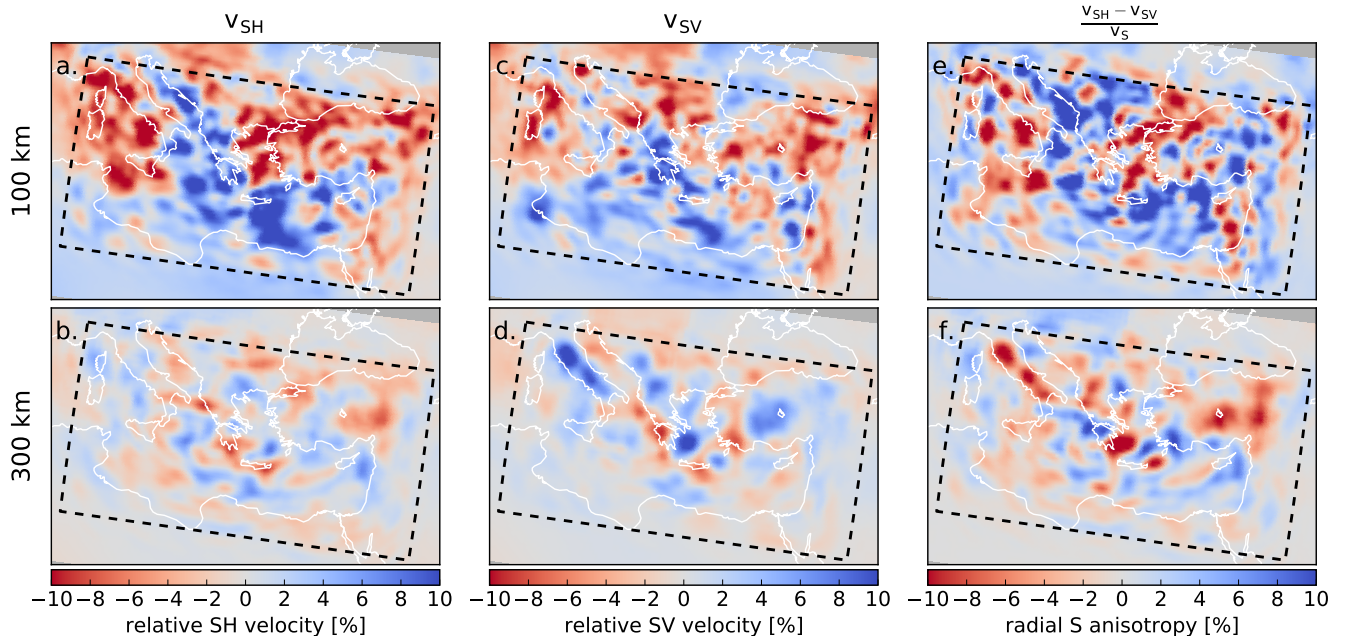 v_SH
v_SV
v_SH − v_SV
v_S
a.
c.
e.
100 km
b.
d.
f.
300 km
−10 −8 −6 −4 −2 0 2 4 6 8 10
−10 −8 −6 −4 −2 0 2 4 6 8 10
−10 −8 −6 −4 −2 0 2 4 6 8 10
relative SH velocity [%]
relative SV velocity [%]
radial S anisotropy [%]